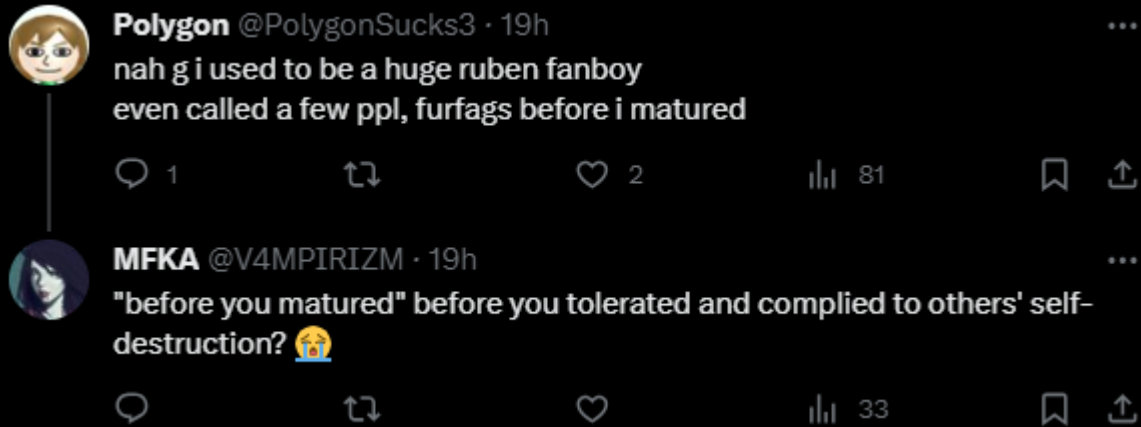 Polygon @PolygonSucks3 · 19h
nah g i used to be a huge ruben fanboy
even called a few ppl, furfags before i matured
1 2 81
MFKA @V4MPIRIZM · 19h
"before you matured" before you tolerated and complied to others' self-
destruction? 😭
33